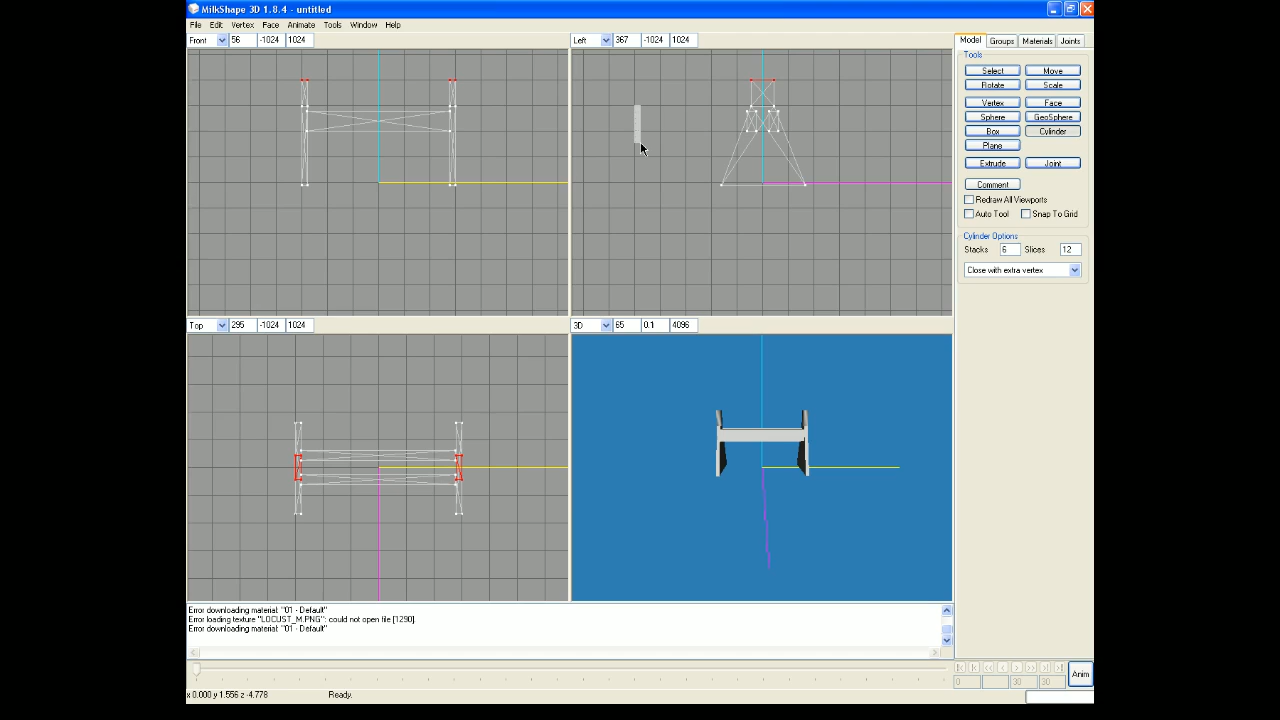 MilkShape 3D 1.8.4 - untitled
File Edit Vertex Face Animate Tools Window Help
Front 56 -1024 1024 Left 367 -1024 1024
Model Groups Materials Joints
Tools
Select Move
Rotate Scale
Vertex Face
Sphere GeoSphere
Box Cylinder
Plane
Extrude Joint
Comment
Redraw All Viewports
Auto Tool Snap To Grid
Cylinder Options
Stacks 6 Slices 12
Close with extra vertex
Top 295 -1024 1024 3D 65 0.1 4096
Error downloading material: "01 - Default"
Error loading texture "LOCUST_M.PNG": could not open file [1290].
Error downloading material: "01 - Default"
Anim
0 30 30
x 0.000 y 1.556 z -4.778 Ready.